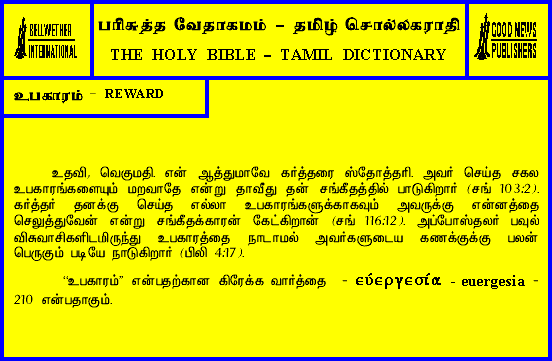 BELLWETHER
INTERNATIONAL
பரிசுத்த வேதாகமம் - தமிழ் சொல்லகராதி
THE HOLY BIBLE - TAMIL DICTIONARY
GOOD NEWS
PUBLISHERS
உபகாரம் - REWARD
உதவி, வெகுமதி. என் ஆத்துமாவே கர்த்தரை ஸ்தோத்தரி. அவர் செய்த சகல
உபகாரங்களையும் மறவாதே என்று தாவீது தன் சங்கீதத்தில் பாடுகிறார் (சங் 103:2).
கர்த்தர் தனக்கு செய்த எல்லா உபகாரங்களுக்காகவும் அவருக்கு என்னத்தை
செலுத்துவேன் என்று சங்கீதக்காரன் கேட்கிறான் (சங் 116:12). அப்போஸ்தலர் பவுல்
விசுவாசிகளிடமிருந்து உபகாரத்தை நாடாமல் அவர்களுடைய கணக்குக்கு பலன்
பெருகும் படியே நாடுகிறார் (பிலி 4:17).
“உபகாரம்” என்பதற்கான கிரேக்க வார்த்தை - εὐεργεσία - euergesia -
210 என்பதாகும்.